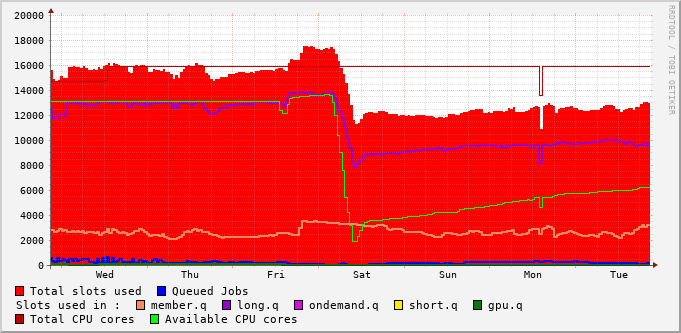 20000
18000
16000
14000
12000
10000
8000
6000
4000
2000
0
Wed Thu Fri Sat Sun Mon Tue
RRDTOOL / TOBI OETIKER
Total slots used Queued Jobs
Slots used in : member.q long.q ondemand.q short.q gpu.q
Total CPU cores Available CPU cores